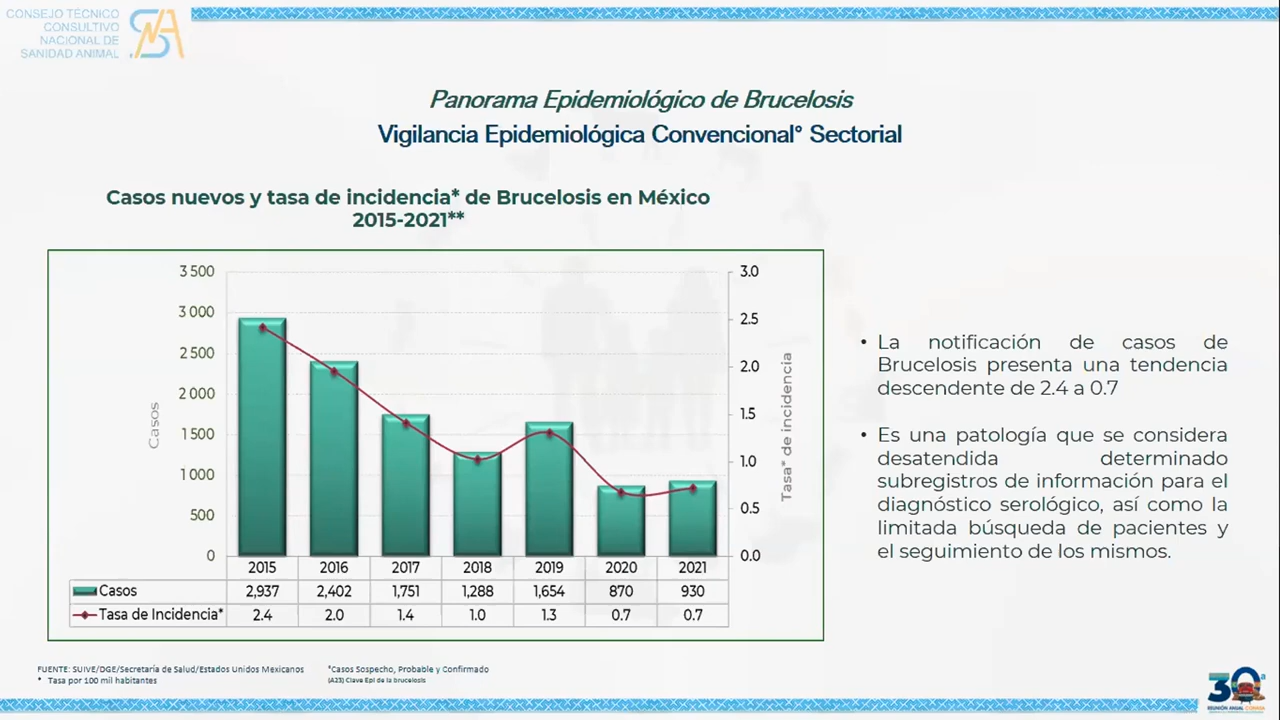 CONSEJO TÉCNICO
CONSULTIVO
NACIONAL DE
SANIDAD ANIMAL
Panorama Epidemiológico de Brucelosis
Vigilancia Epidemiológica Convencional° Sectorial
Casos nuevos y tasa de incidencia* de Brucelosis en México
2015-2021**
3 500
3 000
2 500
2 000
1 500
1 000
500
0
Casos
3.0
2.5
2.0
1.5
1.0
0.5
0.0
Tasa* de incidencia
2015 2016 2017 2018 2019 2020 2021
Casos 2,937 2,402 1,751 1,288 1,654 870 930
Tasa de Incidencia* 2.4 2.0 1.4 1.0 1.3 0.7 0.7
• La notificación de casos de
Brucelosis presenta una tendencia
descendente de 2.4 a 0.7
• Es una patología que se considera
desatendida determinado
subregistros de información para el
diagnóstico serológico, así como la
limitada búsqueda de pacientes y
el seguimiento de los mismos.
FUENTE: SUIVE/DGE/Secretaría de Salud/Estados Unidos Mexicanos
* Tasa por 100 mil habitantes
°Casos Sospecho, Probable y Confirmado
(A23) Clave Epi de la brucelosis
30ª
REUNIÓN ANUAL CONASA